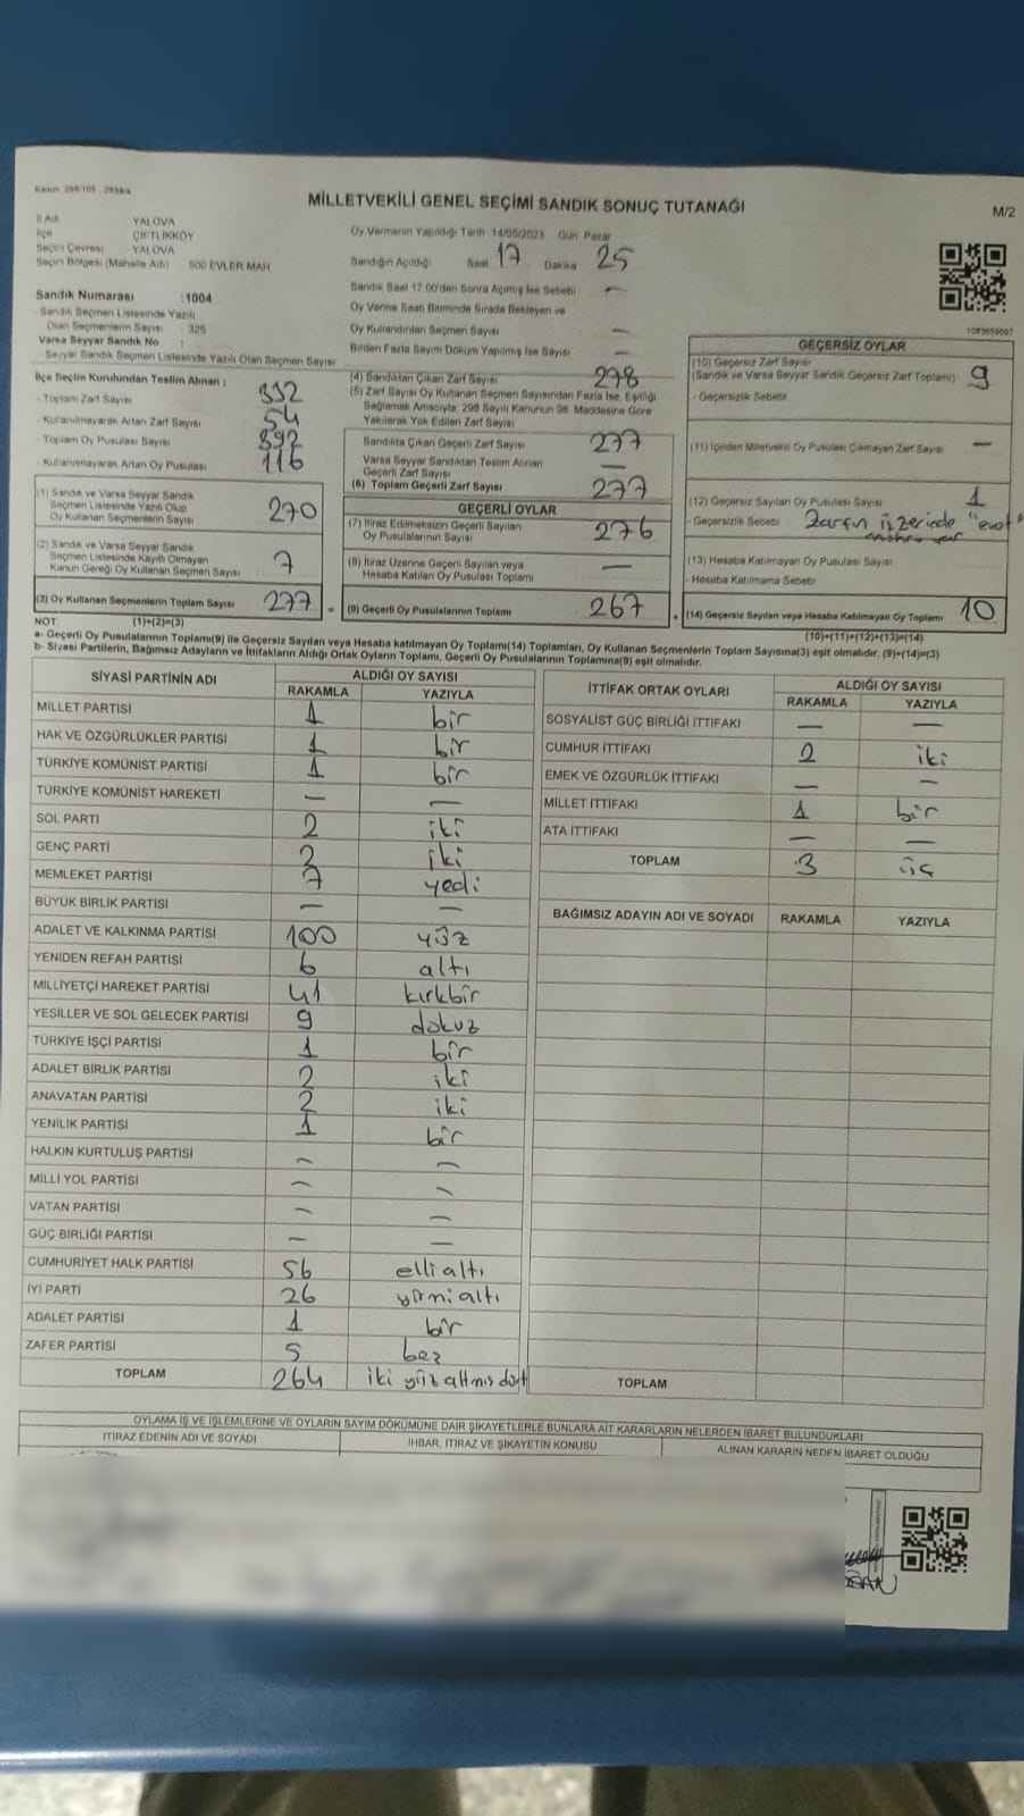 MİLLETVEKİLİ GENEL SEÇİMİ SANDIK SONUÇ TUTANAĞI
M/2
İl Adı YALOVA
İlçe ÇİFTLİKKÖY
Seçim Çevresi YALOVA
Seçim Bölgesi (Mahalle Adı) 500 EVLER MAH
Oy Vermenin Yapıldığı Tarih 14/05/2023 Gün Pazar
Sandığın Açıldığı Saat 17 Dakika 25
Sandık Saat 17:00'den Sonra Açılmış İse Sebebi –
Oy Verme Saati Bitiminde Sırada Bekleyen ve
Oy Kullandırılan Seçmen Sayısı –
Birden Fazla Sayım Döküm Yapılmış İse Sayısı –
Sandık Numarası :1004
Sandık Seçmen Listesinde Yazılı
Olan Seçmenlerin Sayısı : 325
Varsa Seyyar Sandık No :
Seyyar Sandık Seçmen Listesinde Yazılı Olan Seçmen Sayısı
İlçe Seçim Kurulundan Teslim Alınan :
- Toplam Zarf Sayısı
- Kullanılmayarak Artan Zarf Sayısı 54
- Toplam Oy Pusulası Sayısı
- Kullanılmayarak Artan Oy Pusulası 116
(1) Sandık ve Varsa Seyyar Sandık
Seçmen Listesinde Yazılı Olup
Oy Kullanan Seçmenlerin Sayısı 270
(2) Sandık ve Varsa Seyyar Sandık
Seçmen Listesinde Kayıtlı Olmayan
Kanun Gereği Oy Kullanan Seçmen Sayısı 7
(3) Oy Kullanan Seçmenlerin Toplam Sayısı 277
(1)+(2)=(3)
(4) Sandıktan Çıkan Zarf Sayısı 278
(5) Zarf Sayısı Oy Kullanan Seçmen Sayısından Fazla İse, Eşitliği
Sağlamak Amacıyla, 298 Sayılı Kanunun 98. Maddesine Göre
Yakılarak Yok Edilen Zarf Sayısı
Sandıkta Çıkan Geçerli Zarf Sayısı 277
Varsa Seyyar Sandıktan Teslim Alınan
Geçerli Zarf Sayısı –
(6) Toplam Geçerli Zarf Sayısı 277
GEÇERLİ OYLAR
(7) İtiraz Edilmeksizin Geçerli Sayılan
Oy Pusulalarının Sayısı 276
(8) İtiraz Üzerine Geçerli Sayılan veya
Hesaba Katılan Oy Pusulası Toplamı –
(9) Geçerli Oy Pusulalarının Toplamı 267
GEÇERSİZ OYLAR
(10) Geçersiz Zarf Sayısı
(Sandık ve Varsa Seyyar Sandık Geçersiz Zarf Toplamı) 9
- Geçersizlik Sebebi
(11) İçinden Milletvekili Oy Pusulası Çıkmayan Zarf Sayısı –
(12) Geçersiz Sayılan Oy Pusulası Sayısı 1
- Geçersizlik Sebebi Zarfın üzerinde "evet"
(13) Hesaba Katılmayan Oy Pusulası Sayısı
- Hesaba Katılmama Sebebi
(14) Geçersiz Sayılan veya Hesaba Katılmayan Oy Toplamı 10
(10)+(11)+(12)+(13)=(14)
NOT
a- Geçerli Oy Pusulalarının Toplamı(9) ile Geçersiz Sayılan veya Hesaba katılmayan Oy Toplamı(14) Toplamları, Oy Kullanan Seçmenlerin Toplam Sayısına(3) eşit olmalıdır. (9)+(14)=(3)
b- Siyasi Partilerin, Bağımsız Adayların ve İttifakların Aldığı Ortak Oyların Toplamı, Geçerli Oy Pusulalarının Toplamına(9) eşit olmalıdır.
SİYASİ PARTİNİN ADI ALDIĞI OY SAYISI
RAKAMLA YAZIYLA
MİLLET PARTİSİ 1 bir
HAK VE ÖZGÜRLÜKLER PARTİSİ 1 bir
TÜRKİYE KOMÜNİST PARTİSİ 1 bir
TÜRKİYE KOMÜNİST HAREKETİ – –
SOL PARTİ 2 iki
GENÇ PARTİ 2 iki
MEMLEKET PARTİSİ 7 yedi
BÜYÜK BİRLİK PARTİSİ – –
ADALET VE KALKINMA PARTİSİ 100 yüz
YENİDEN REFAH PARTİSİ 6 altı
MİLLİYETÇİ HAREKET PARTİSİ 41 kırkbir
YEŞİLLER VE SOL GELECEK PARTİSİ 9 dokuz
TÜRKİYE İŞÇİ PARTİSİ 1 bir
ADALET BİRLİK PARTİSİ 2 iki
ANAVATAN PARTİSİ 2 iki
YENİLİK PARTİSİ 1 bir
HALKIN KURTULUŞ PARTİSİ – –
MİLLİ YOL PARTİSİ – –
VATAN PARTİSİ – –
GÜÇ BİRLİĞİ PARTİSİ – –
CUMHURİYET HALK PARTİSİ 56 ellialtı
İYİ PARTİ 26 yirmialtı
ADALET PARTİSİ 1 bir
ZAFER PARTİSİ 5 beş
TOPLAM 264 iki yüz altmış dört
İTTİFAK ORTAK OYLARI ALDIĞI OY SAYISI
RAKAMLA YAZIYLA
SOSYALİST GÜÇ BİRLİĞİ İTTİFAKI – –
CUMHUR İTTİFAKI 2 iki
EMEK VE ÖZGÜRLÜK İTTİFAKI – –
MİLLET İTTİFAKI 1 bir
ATA İTTİFAKI – –
TOPLAM 3 üç
BAĞIMSIZ ADAYIN ADI VE SOYADI RAKAMLA YAZIYLA
TOPLAM
OYLAMA İŞ VE İŞLEMLERİNE VE OYLARIN SAYIM DÖKÜMÜNE DAİR ŞİKAYETLERLE BUNLARA AİT KARARLARIN NELERDEN İBARET BULUNDUKLARI
İTİRAZ EDENİN ADI VE SOYADI İHBAR, İTİRAZ VE ŞİKAYETİN KONUSU ALINAN KARARIN NEDEN İBARET OLDUĞU